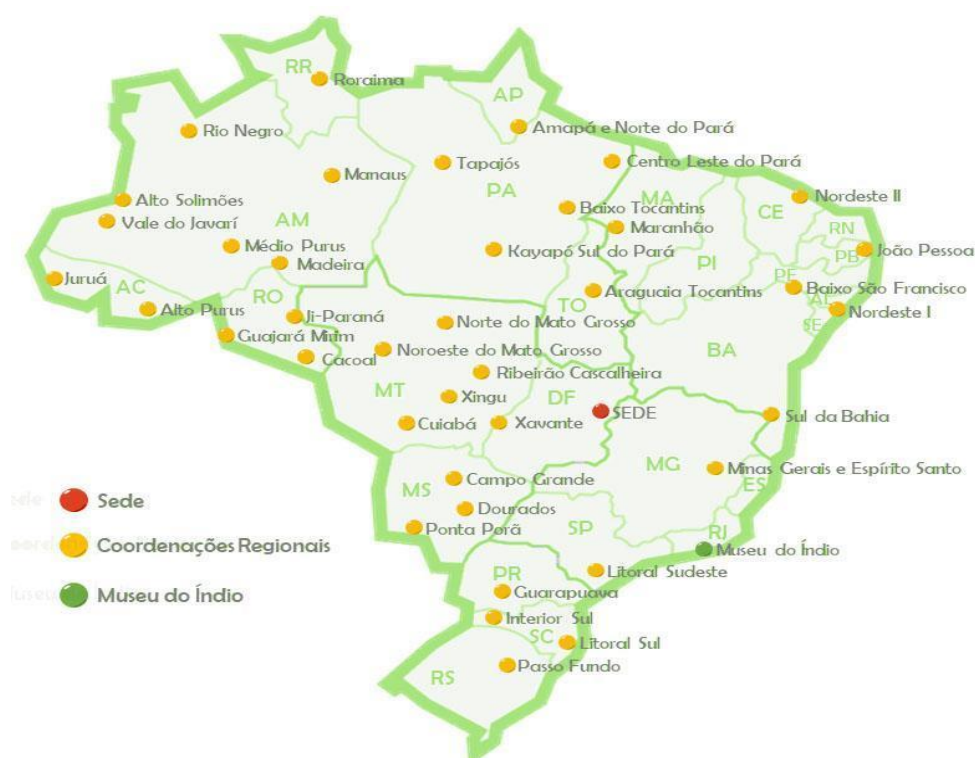 RR
Roraima
AP
Rio Negro
Amapá e Norte do Pará
Tapajós
Centro Leste do Pará
Manaus
PA
MA
Alto Solimões
Nordeste II
CE
Vale do Javarí
AM
Baixo Tocantins
Maranhão
RN
Médio Purus
Kayapó Sul do Pará
PB
João Pessoa
Madeira
PI
Juruá
AC
RO
TO
Araguaia Tocantins
PE
Baixo São Francisco
AL
Alto Purus
Ji-Paraná
Nordeste I
Norte do Mato Grosso
SE
Guajará Mirim
Cacoal
Noroeste do Mato Grosso
BA
Ribeirão Cascalheira
MT
Xingu
DF
SEDE
Cuiabá
Xavante
Sul da Bahia
MG
Minas Gerais e Espírito Santo
Campo Grande
MS
ES
Sede
Dourados
Ponta Porã
SP
RJ
Coordenações Regionais
Museu do Índio
PR
Litoral Sudeste
Museu do Índio
Guarapuava
Interior Sul
SC
Litoral Sul
RS
Passo Fundo